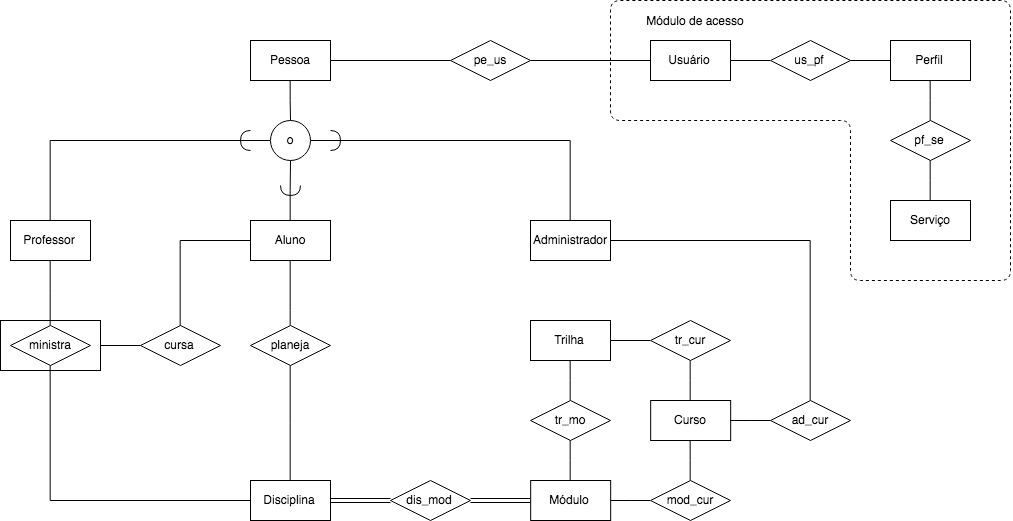 Módulo de acesso
Pessoa
pe_us
Usuário
us_pf
Perfil
o
pf_se
Professor
Aluno
Administrador
Serviço
ministra
cursa
planeja
Trilha
tr_cur
tr_mo
Curso
ad_cur
Disciplina
dis_mod
Módulo
mod_cur